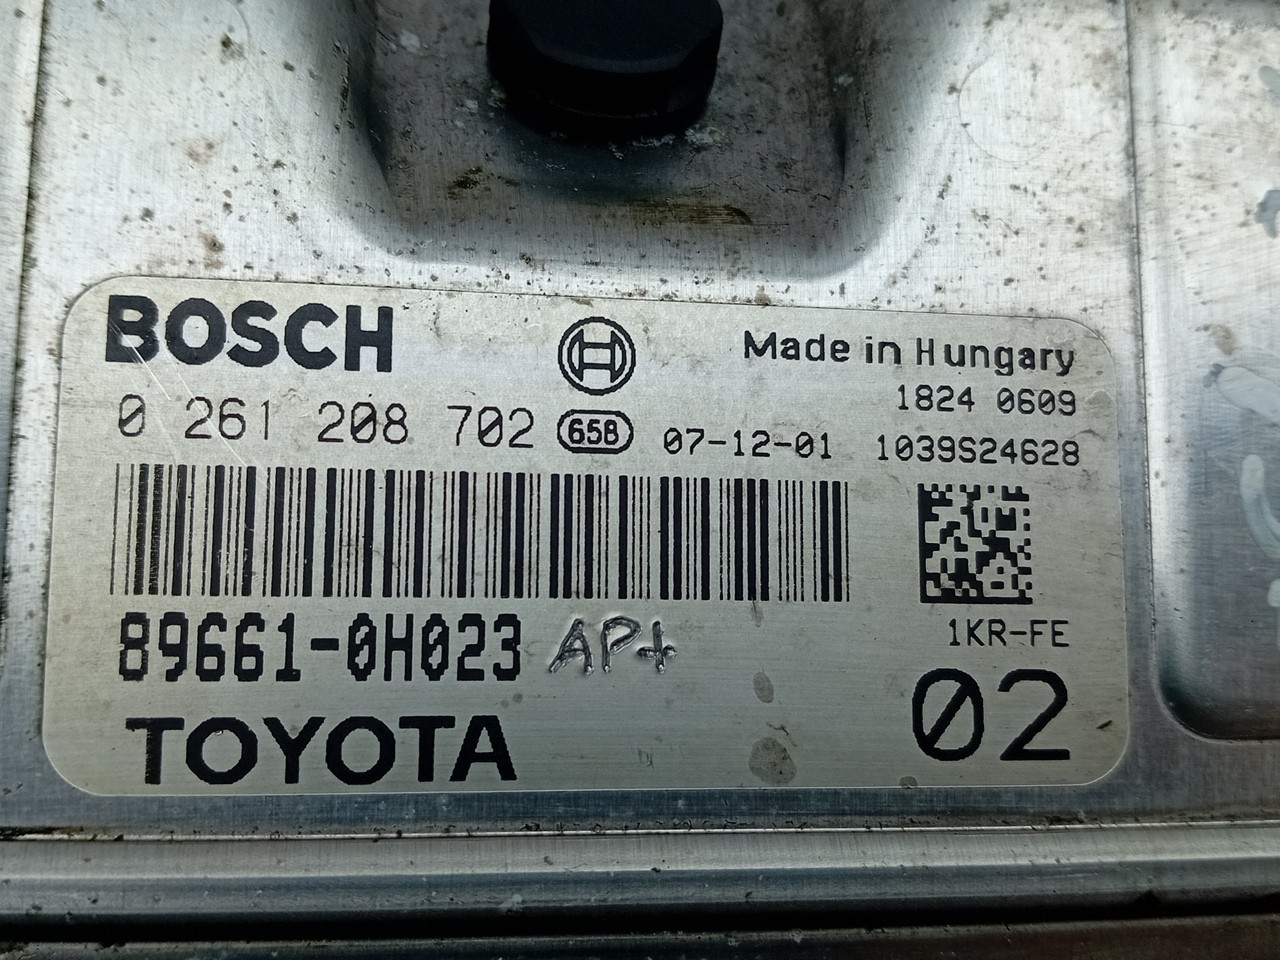 BOSCH
Made in Hungary
1824 0609
0 261 208 702 658 07-12-01 1039S24628
89661-0H023 AP+
1KR-FE
TOYOTA
02